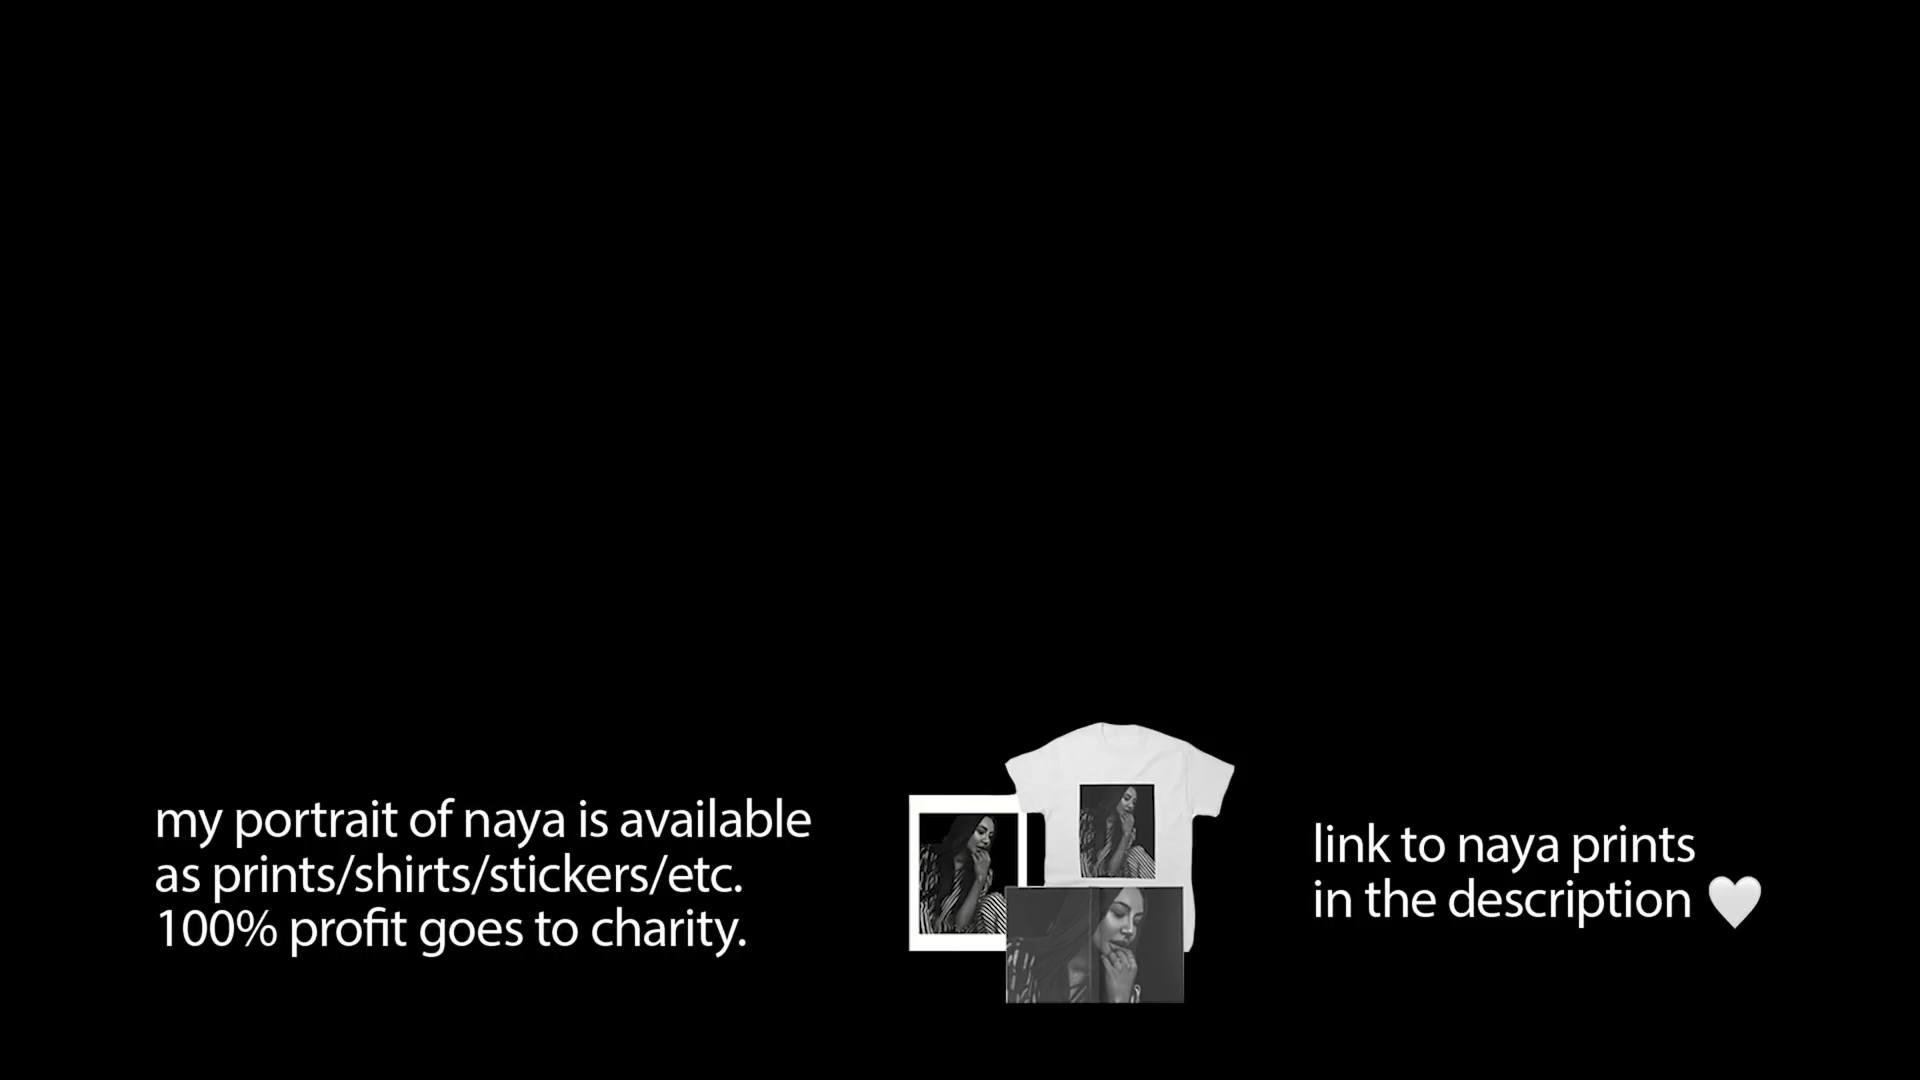 my portrait of naya is available
as prints/shirts/stickers/etc.
100% profit goes to charity.
link to naya prints
in the description 🤍